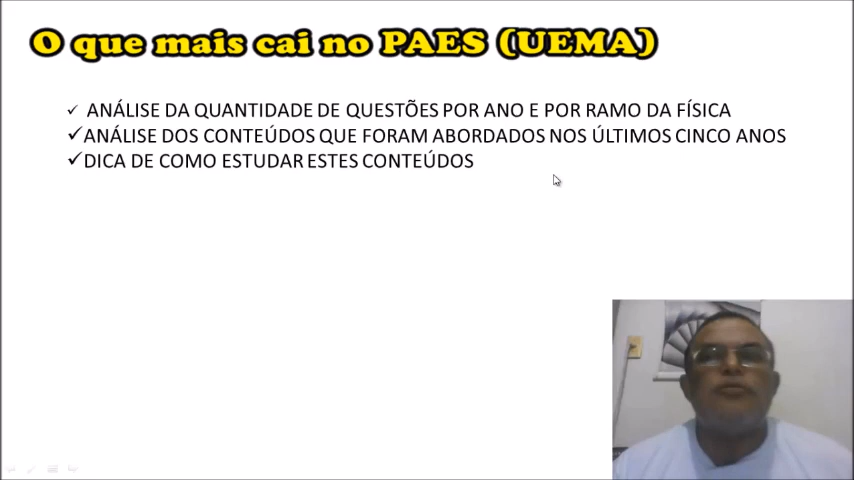 O que mais cai no PAES (UEMA)
ANÁLISE DA QUANTIDADE DE QUESTÕES POR ANO E POR RAMO DA FÍSICA
ANÁLISE DOS CONTEÚDOS QUE FORAM ABORDADOS NOS ÚLTIMOS CINCO ANOS
DICA DE COMO ESTUDAR ESTES CONTEÚDOS